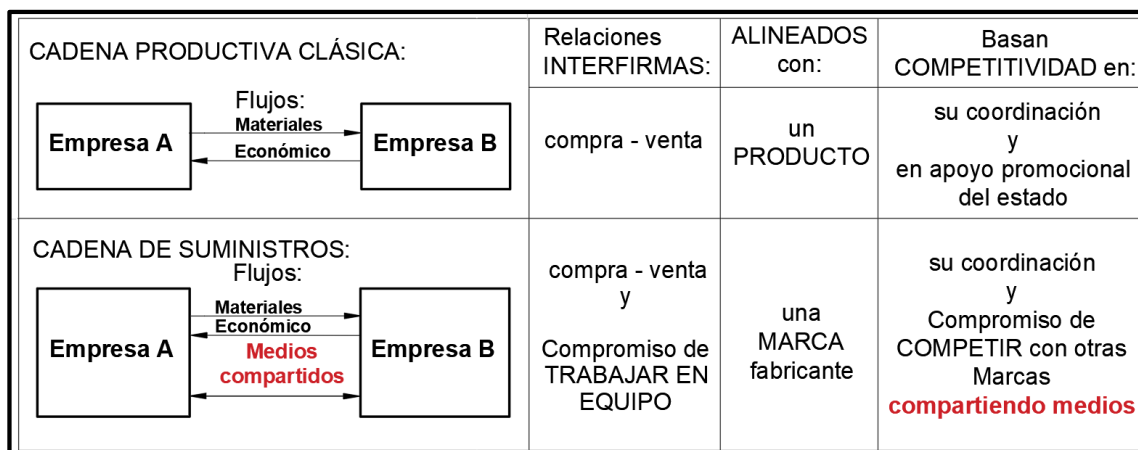 CADENA PRODUCTIVA CLÁSICA:
Relaciones
INTERFIRMAS:
ALINEADOS
con:
Basan
COMPETITIVIDAD en:
Flujos:
Empresa A
Materiales
Económico
Empresa B
compra - venta
un
PRODUCTO
su coordinación
y
en apoyo promocional
del estado
CADENA DE SUMINISTROS:
Flujos:
Empresa A
Materiales
Económico
Medios
compartidos
Empresa B
compra - venta
y
Compromiso de
TRABAJAR EN
EQUIPO
una
MARCA
fabricante
su coordinación
y
Compromiso de
COMPETIR con otras
Marcas
compartiendo medios